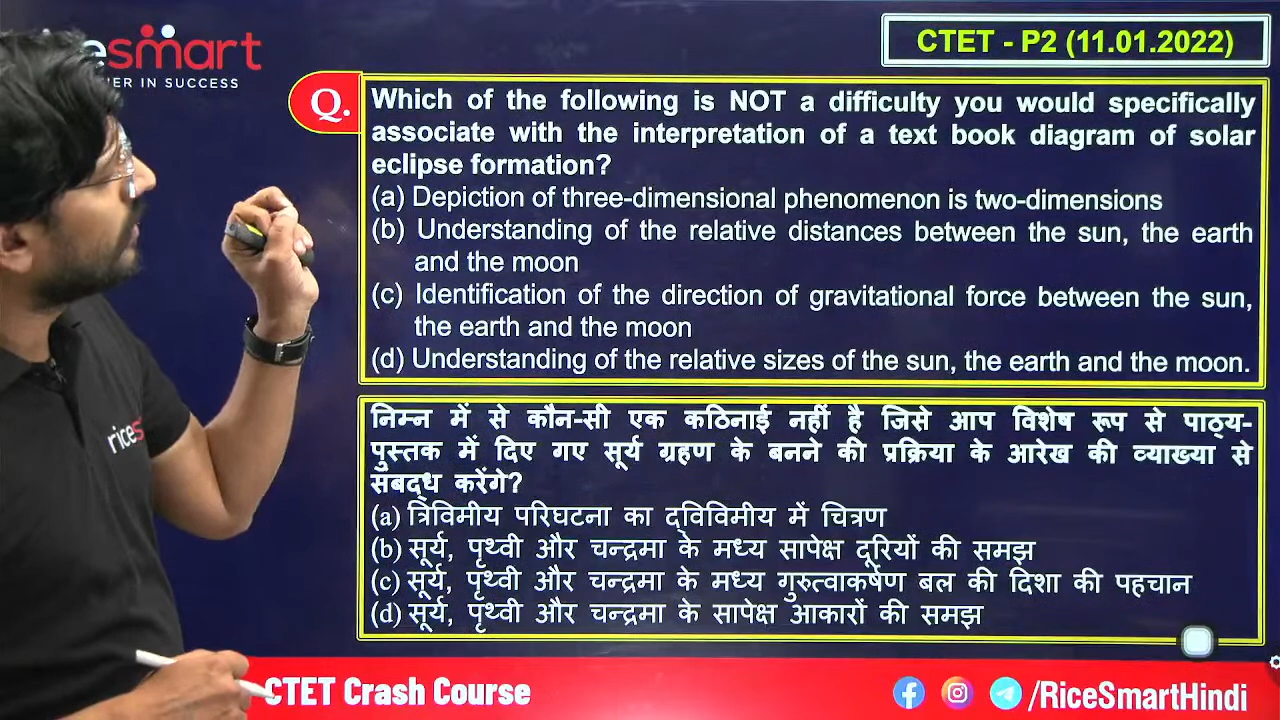 smart
IN SUCCESS
CTET - P2 (11.01.2022)
Q.
Which of the following is NOT a difficulty you would specifically
associate with the interpretation of a text book diagram of solar
eclipse formation?
(a) Depiction of three-dimensional phenomenon is two-dimensions
(b) Understanding of the relative distances between the sun, the earth
and the moon
(c) Identification of the direction of gravitational force between the sun,
the earth and the moon
(d) Understanding of the relative sizes of the sun, the earth and the moon.
निम्न में से कौन-सी एक कठिनाई नहीं है जिसे आप विशेष रूप से पाठ्य-
पुस्तक में दिए गए सूर्य ग्रहण के बनने की प्रक्रिया के आरेख की व्याख्या से
संबद्ध करेंगे?
(a) त्रिविमीय परिघटना का द्विविमीय में चित्रण
(b) सूर्य, पृथ्वी और चन्द्रमा के मध्य सापेक्ष दूरियों की समझ
(c) सूर्य, पृथ्वी और चन्द्रमा के मध्य गुरुत्वाकर्षण बल की दिशा की पहचान
(d) सूर्य, पृथ्वी और चन्द्रमा के सापेक्ष आकारों की समझ
rices
CTET Crash Course
/RiceSmartHindi